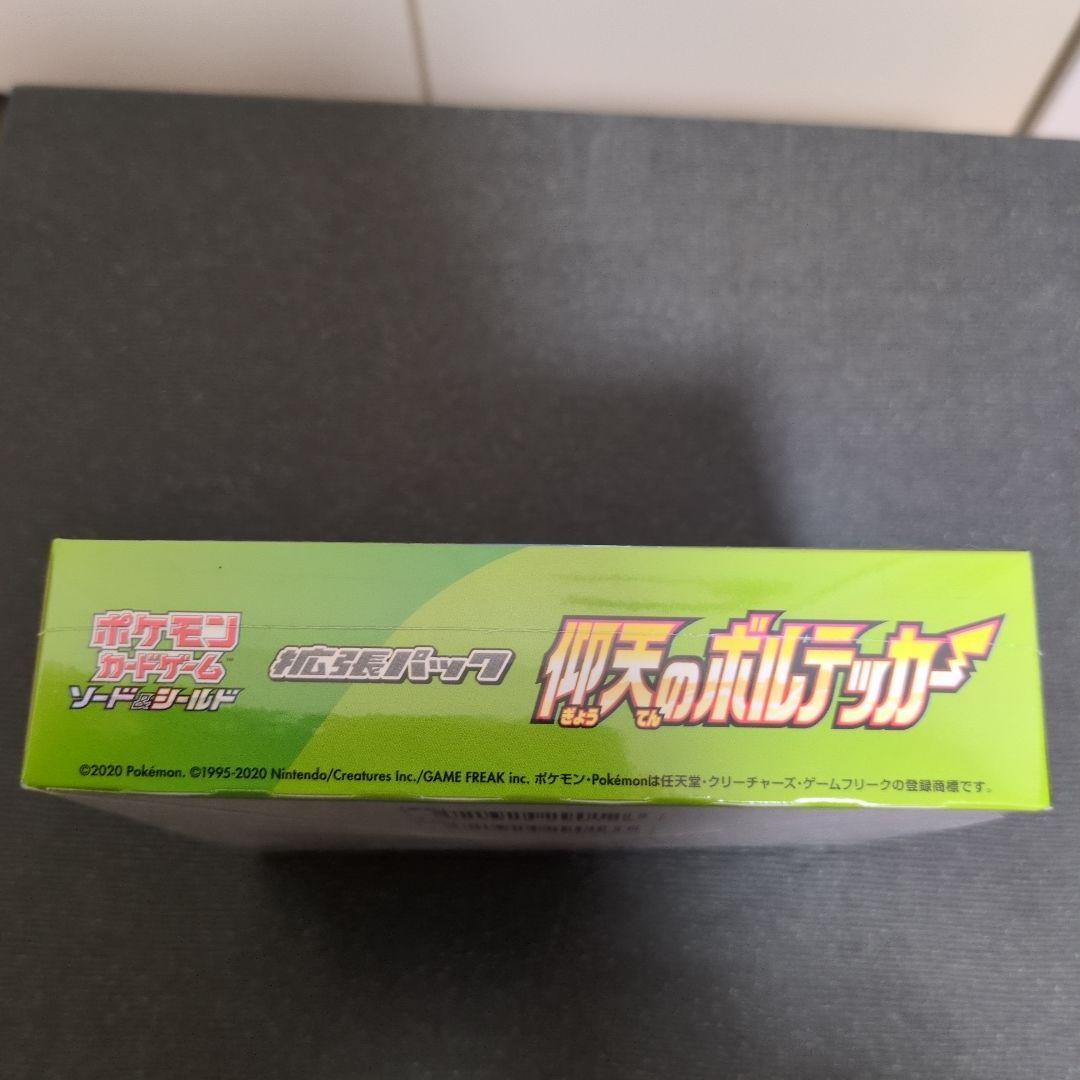 ポケモン
カードゲーム™
ソード&シールド
拡張パック
仰天のボルテッカー
ぎょう てん
©2020 Pokémon. ©1995-2020 Nintendo/Creatures Inc./GAME FREAK inc. ポケモン・Pokémonは任天堂・クリーチャーズ・ゲームフリークの登録商標です。